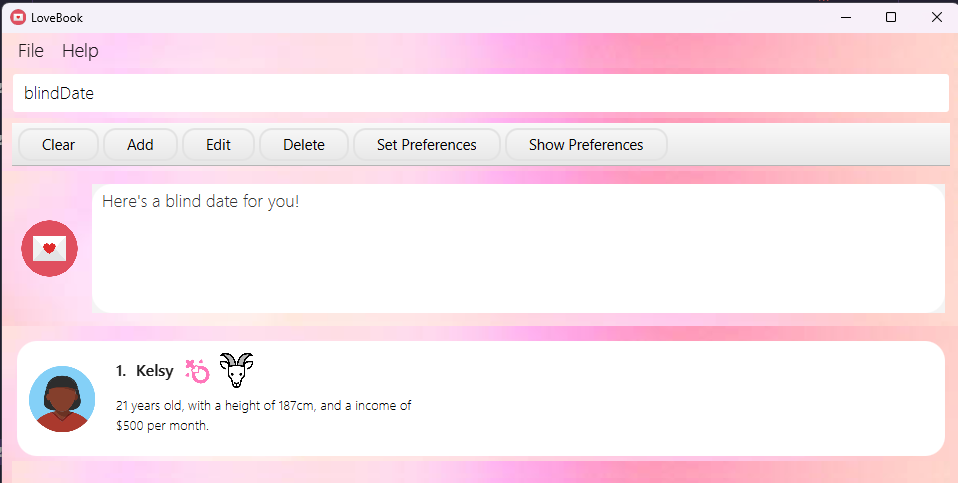 LoveBook
File Help
blindDate
Clear Add Edit Delete Set Preferences Show Preferences
Here's a blind date for you!
1. Kelsy
21 years old, with a height of 187cm, and a income of
$500 per month.